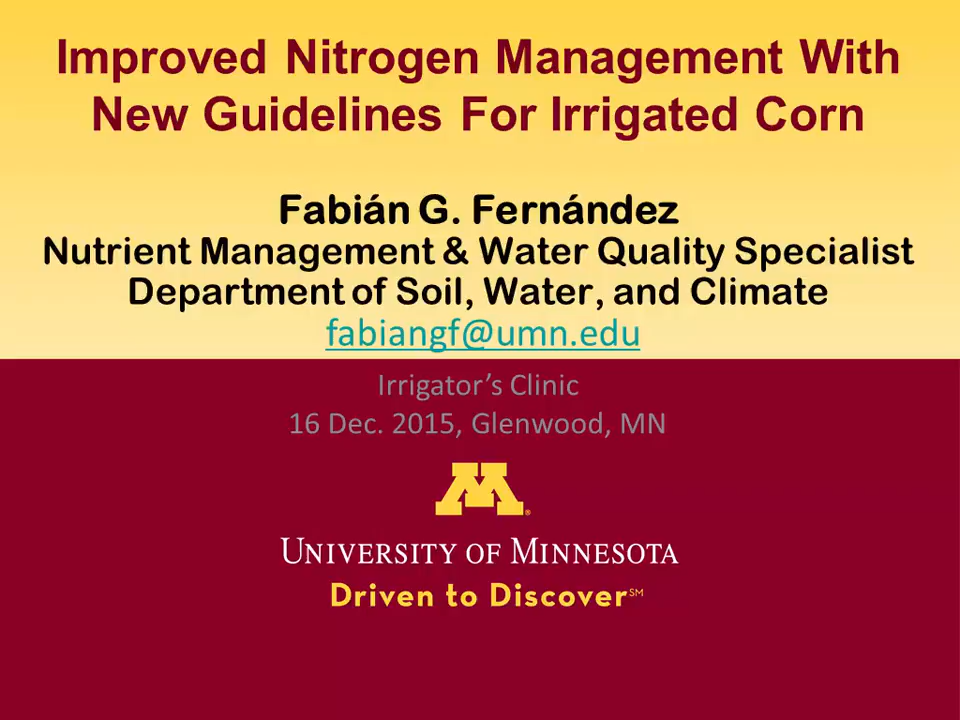 Improved Nitrogen Management With
New Guidelines For Irrigated Corn
Fabián G. Fernández
Nutrient Management & Water Quality Specialist
Department of Soil, Water, and Climate
fabiangf@umn.edu
Irrigator’s Clinic
16 Dec. 2015, Glenwood, MN
M®
UNIVERSITY OF MINNESOTA
Driven to Discover℠